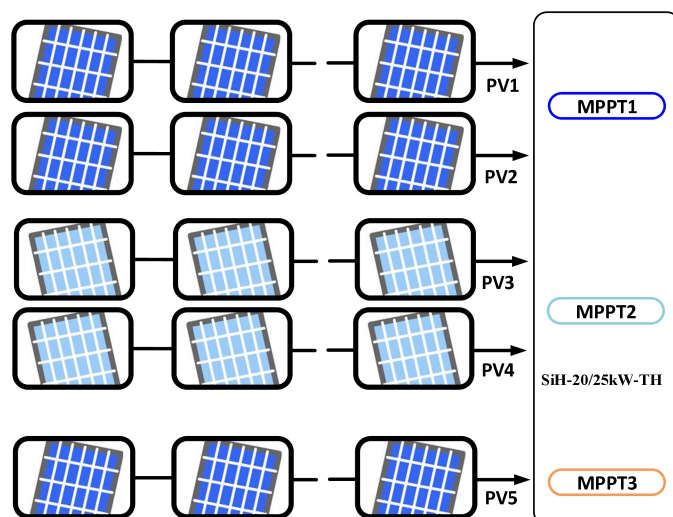 PV1
MPPT1
PV2
PV3
MPPT2
PV4
SiH-20/25kW-TH
PV5
MPPT3